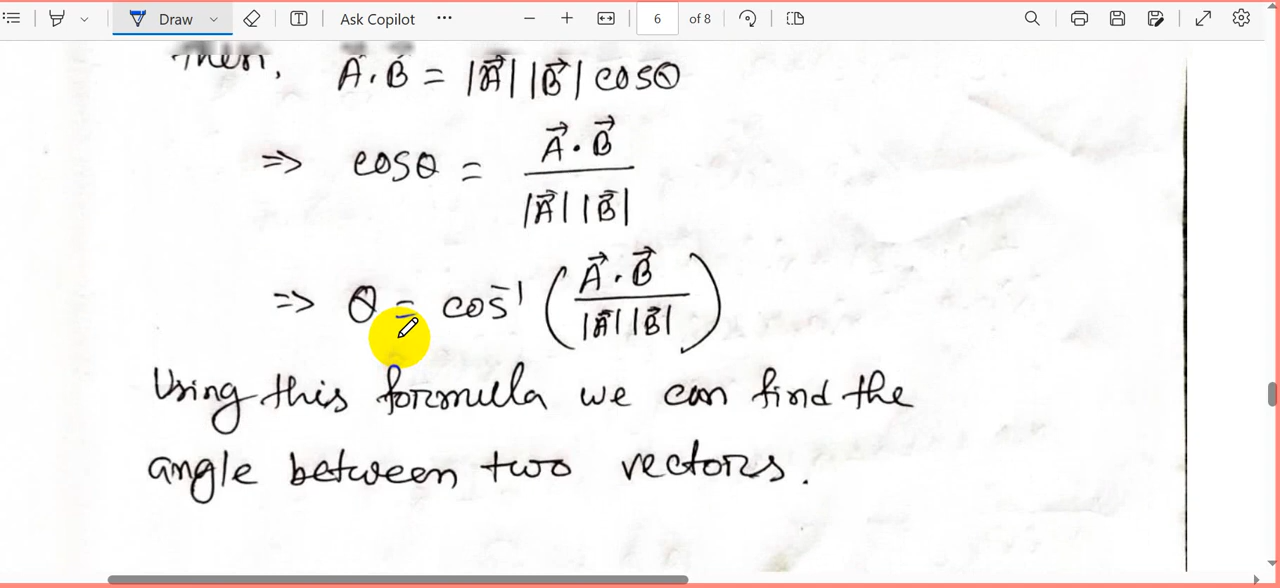 Draw
Ask Copilot
6 of 8
Then, A⃗·B⃗ = |A⃗||B⃗| cosθ
=> cosθ = A⃗·B⃗ / |A⃗||B⃗|
=> θ = cos⁻¹ (A⃗·B⃗ / |A⃗||B⃗|)
Using this formula we can find the
angle between two vectors.